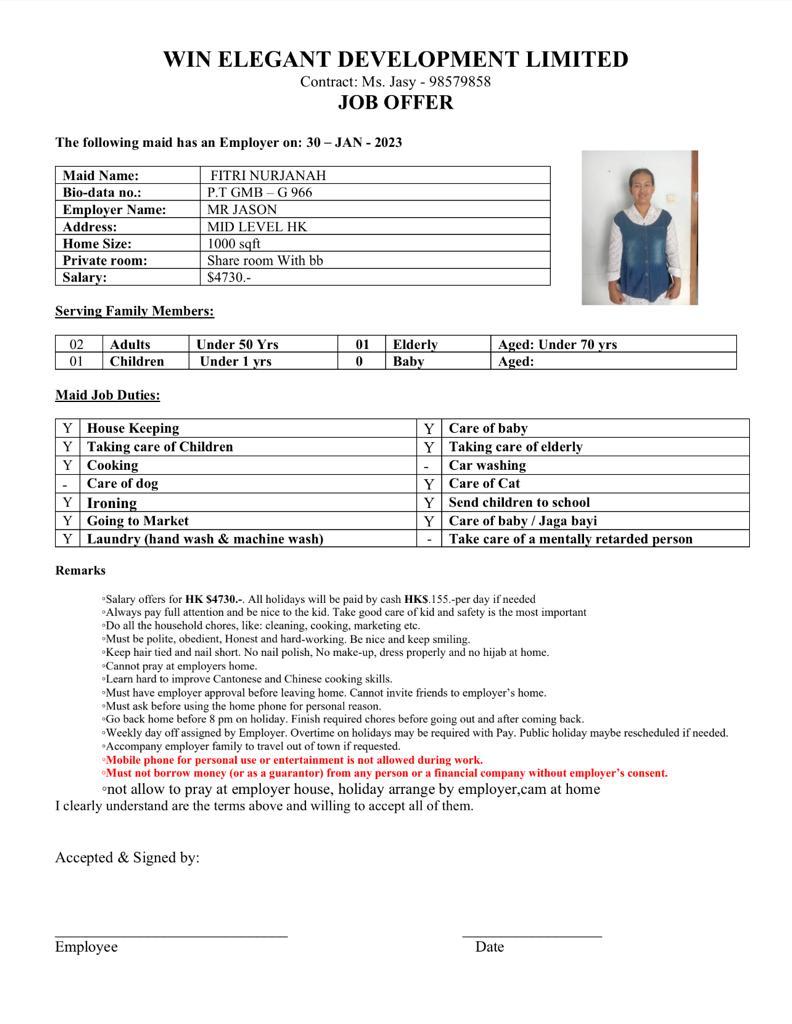 WIN ELEGANT DEVELOPMENT LIMITED
Contract: Ms. Jasy - 98579858
JOB OFFER
The following maid has an Employer on: 30 – JAN - 2023
Maid Name: FITRI NURJANAH
Bio-data no.: P.T GMB – G 966
Employer Name: MR JASON
Address: MID LEVEL HK
Home Size: 1000 sqft
Private room: Share room With bb
Salary: $4730.-
Serving Family Members:
02 Adults Under 50 Yrs 01 Elderly Aged: Under 70 yrs
01 Children Under 1 yrs 0 Baby Aged:
Maid Job Duties:
Y House Keeping Y Care of baby
Y Taking care of Children Y Taking care of elderly
Y Cooking - Car washing
- Care of dog Y Care of Cat
Y Ironing Y Send children to school
Y Going to Market Y Care of baby / Jaga bayi
Y Laundry (hand wash & machine wash) - Take care of a mentally retarded person
Remarks
▫Salary offers for HK $4730.-. All holidays will be paid by cash HK$.155.-per day if needed
▫Always pay full attention and be nice to the kid. Take good care of kid and safety is the most important
▫Do all the household chores, like: cleaning, cooking, marketing etc.
▫Must be polite, obedient, Honest and hard-working. Be nice and keep smiling.
▫Keep hair tied and nail short. No nail polish, No make-up, dress properly and no hijab at home.
▫Cannot pray at employers home.
▫Learn hard to improve Cantonese and Chinese cooking skills.
▫Must have employer approval before leaving home. Cannot invite friends to employer’s home.
▫Must ask before using the home phone for personal reason.
▫Go back home before 8 pm on holiday. Finish required chores before going out and after coming back.
▫Weekly day off assigned by Employer. Overtime on holidays may be required with Pay. Public holiday maybe rescheduled if needed.
▫Accompany employer family to travel out of town if requested.
▫Mobile phone for personal use or entertainment is not allowed during work.
▫Must not borrow money (or as a guarantor) from any person or a financial company without employer’s consent.
▫not allow to pray at employer house, holiday arrange by employer,cam at home
I clearly understand are the terms above and willing to accept all of them.
Accepted & Signed by:
Employee Date